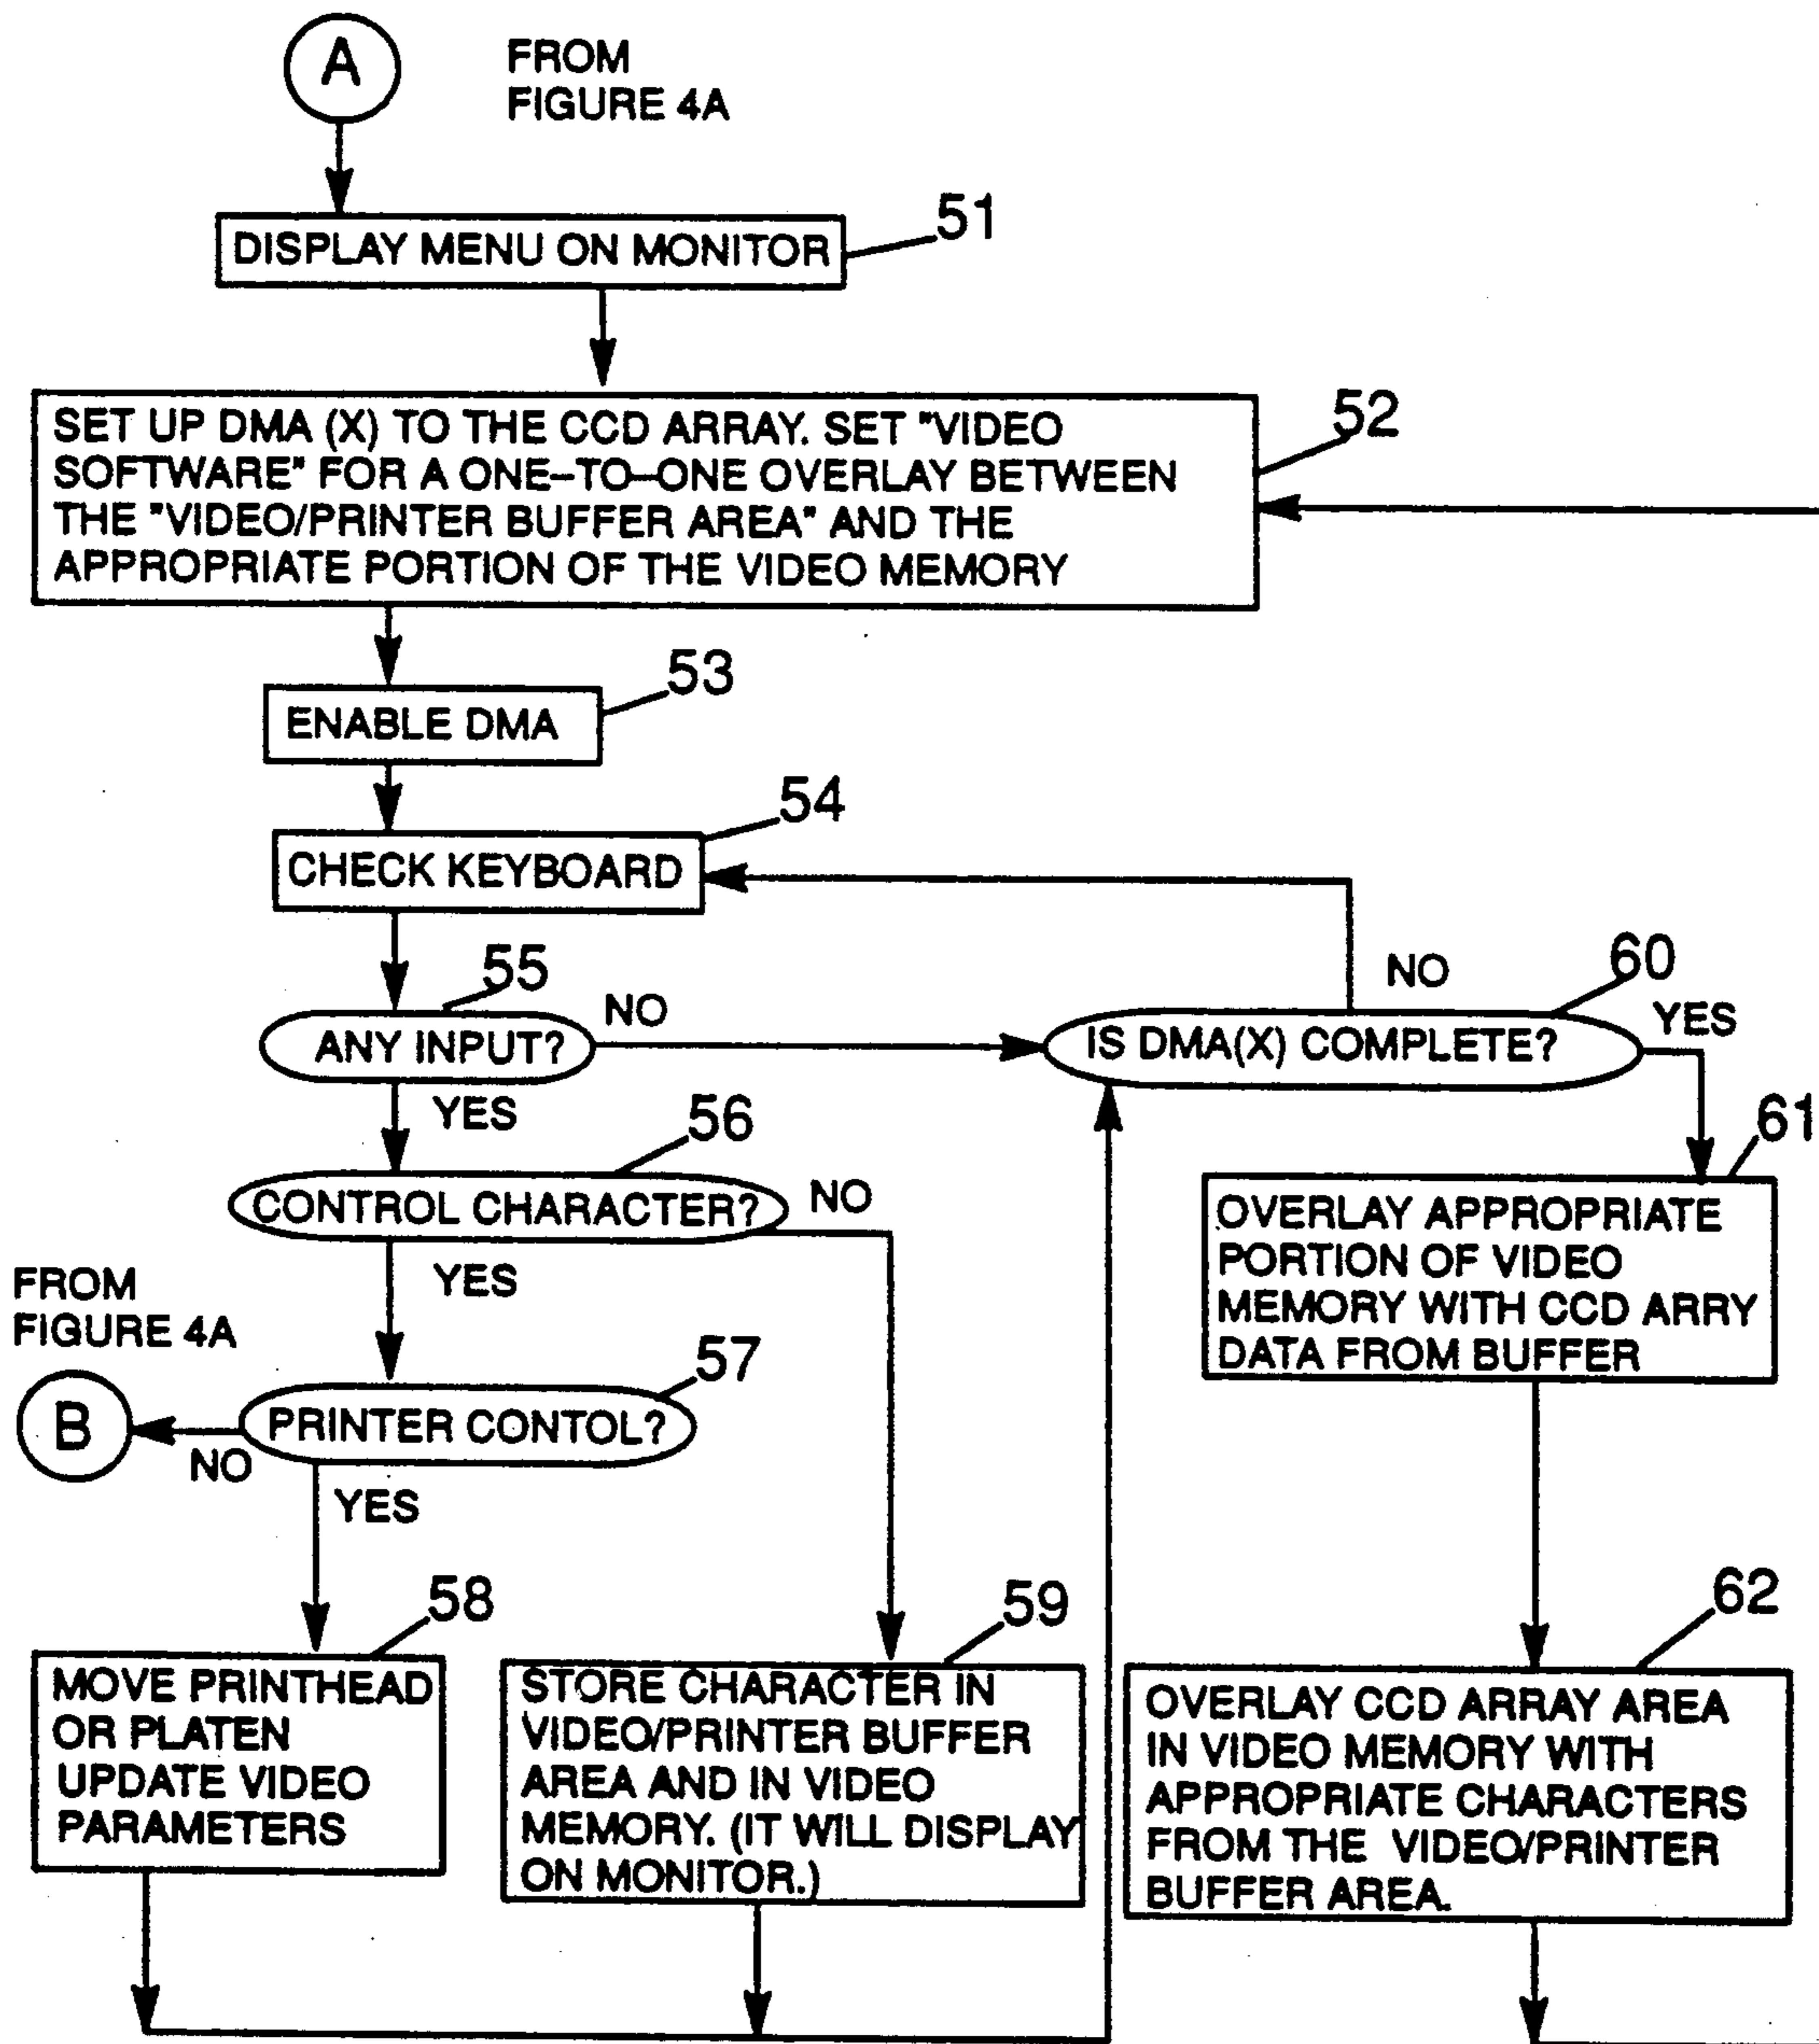 A
FROM
FIGURE 4A
51
DISPLAY MENU ON MONITOR
52
SET UP DMA (X) TO THE CCD ARRAY. SET "VIDEO
SOFTWARE" FOR A ONE-TO-ONE OVERLAY BETWEEN
THE "VIDEO/PRINTER BUFFER AREA" AND THE
APPROPRIATE PORTION OF THE VIDEO MEMORY
53
ENABLE DMA
54
CHECK KEYBOARD
55
ANY INPUT?
NO
YES
60
NO
IS DMA(X) COMPLETE?
YES
56
CONTROL CHARACTER?
NO
YES
61
OVERLAY APPROPRIATE
PORTION OF VIDEO
MEMORY WITH CCD ARRY
DATA FROM BUFFER
FROM
FIGURE 4A
B
57
PRINTER CONTOL?
NO
YES
58
MOVE PRINTHEAD
OR PLATEN
UPDATE VIDEO
PARAMETERS
59
STORE CHARACTER IN
VIDEO/PRINTER BUFFER
AREA AND IN VIDEO
MEMORY. (IT WILL DISPLAY
ON MONITOR.)
62
OVERLAY CCD ARRAY AREA
IN VIDEO MEMORY WITH
APPROPRIATE CHARACTERS
FROM THE VIDEO/PRINTER
BUFFER AREA.